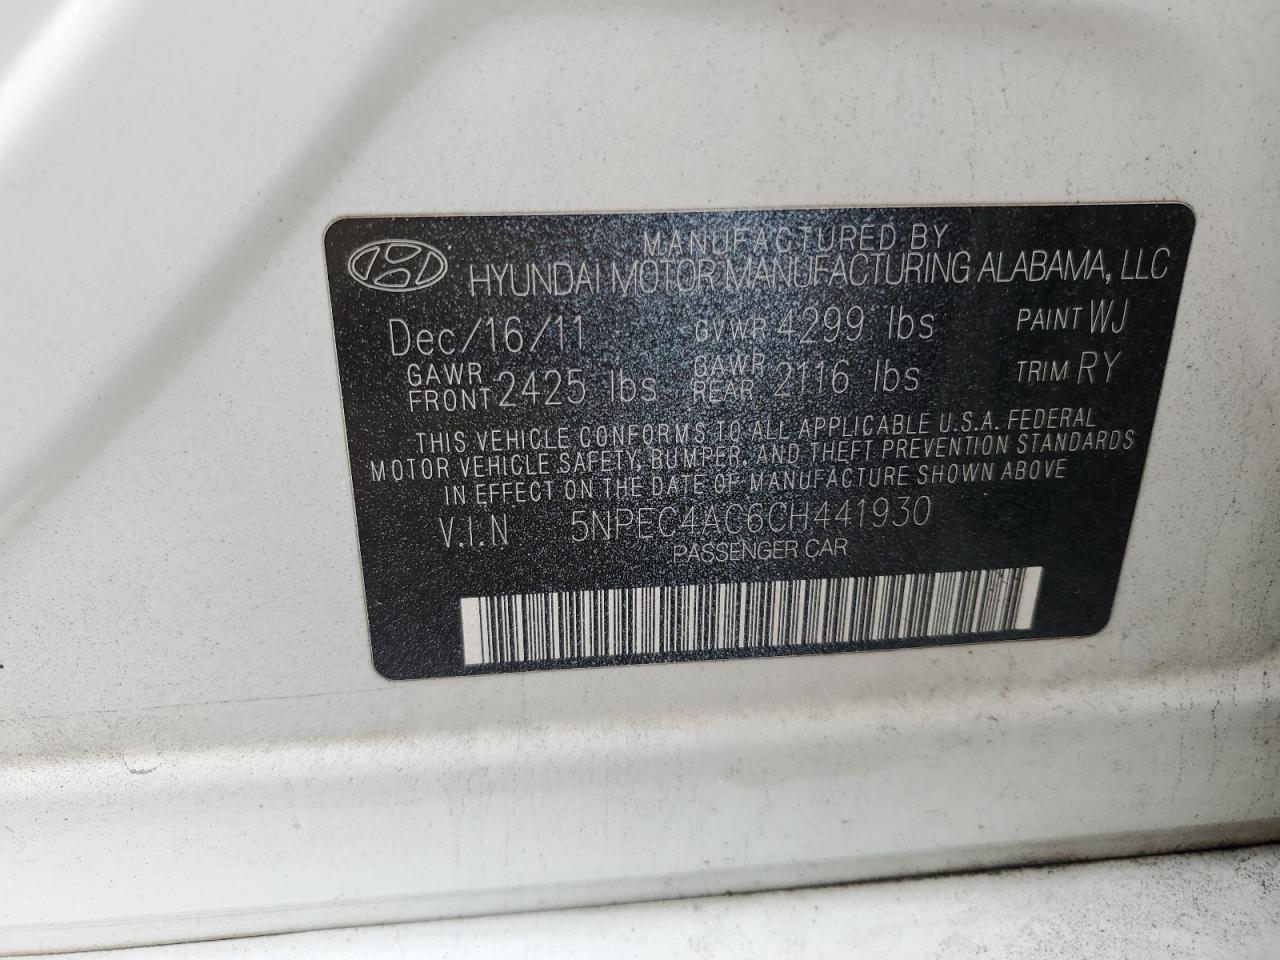 MANUFACTURED BY
HYUNDAI MOTOR MANUFACTURING ALABAMA, LLC
Dec/16/11 GVWR 4299 lbs PAINT WJ
GAWR FRONT 2425 lbs GAWR REAR 2116 lbs TRIM RY
THIS VEHICLE CONFORMS TO ALL APPLICABLE U.S.A. FEDERAL
MOTOR VEHICLE SAFETY, BUMPER, AND THEFT PREVENTION STANDARDS
IN EFFECT ON THE DATE OF MANUFACTURE SHOWN ABOVE
V.I.N 5NPEC4AC6CH441930
PASSENGER CAR